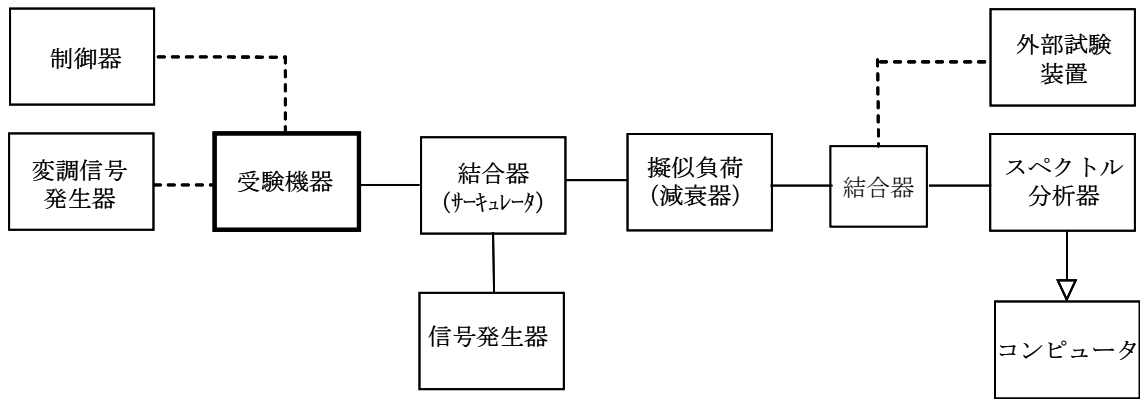 制御器
外部試験
装置
変調信号
発生器
受験機器
結合器
(ｻｰｷｭﾚｰﾀ)
擬似負荷
(減衰器)
結合器
スペクトル
分析器
信号発生器
コンピュータ